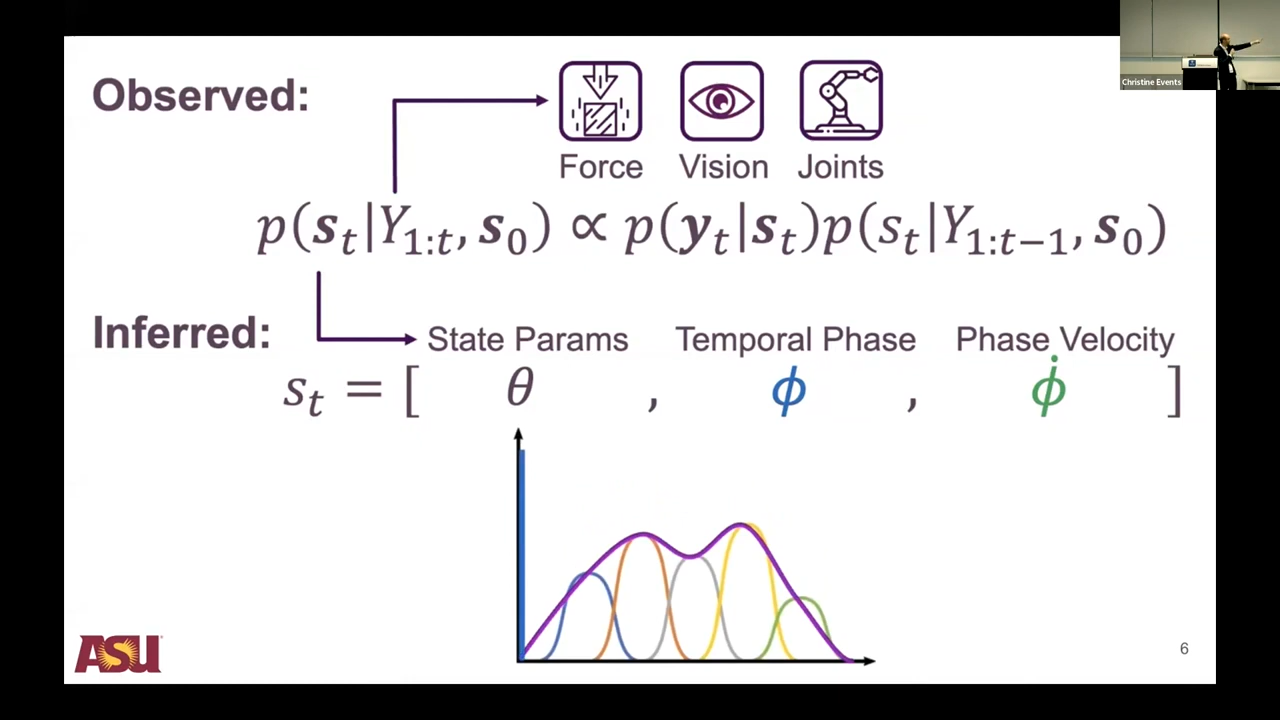 Christine Events
Observed:
Force Vision Joints
p(s_t|Y_{1:t}, s_0) ∝ p(y_t|s_t)p(s_t|Y_{1:t−1}, s_0)
Inferred:
State Params Temporal Phase Phase Velocity
s_t = [ θ , ϕ , ϕ̇ ]
ASU
6